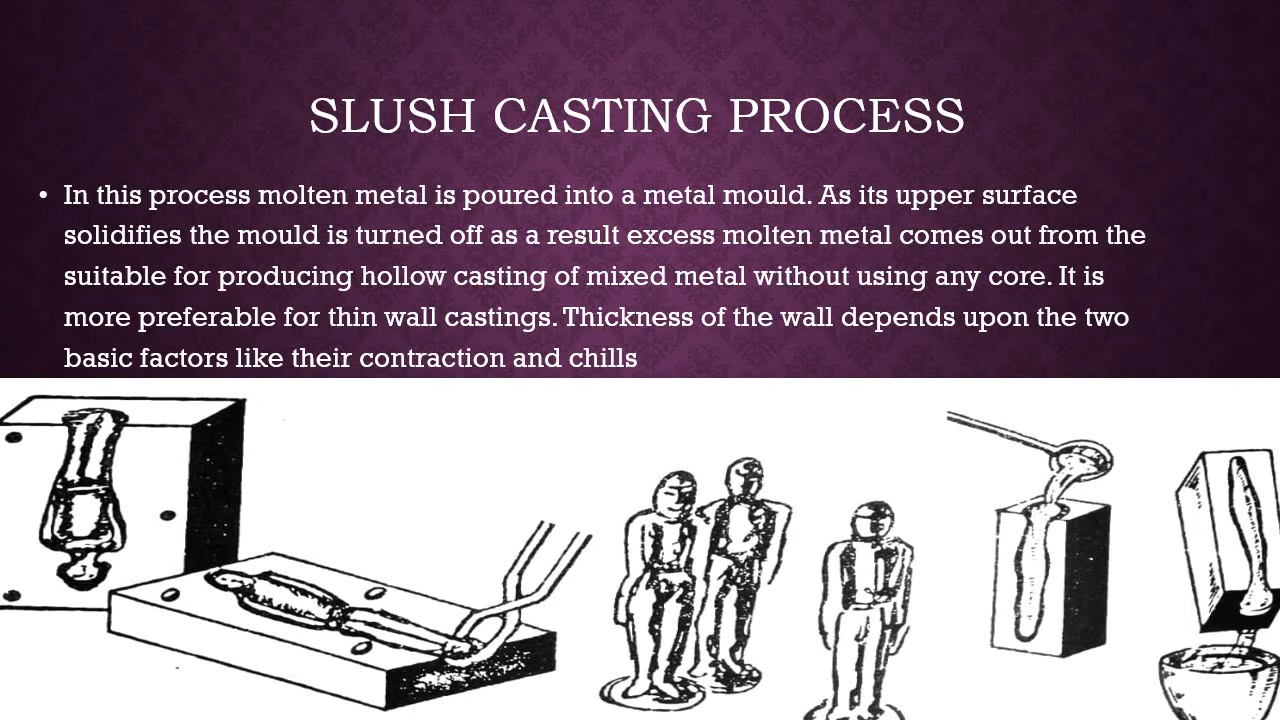 SLUSH CASTING PROCESS
• In this process molten metal is poured into a metal mould. As its upper surface
solidifies the mould is turned off as a result excess molten metal comes out from the
suitable for producing hollow casting of mixed metal without using any core. It is
more preferable for thin wall castings. Thickness of the wall depends upon the two
basic factors like their contraction and chills